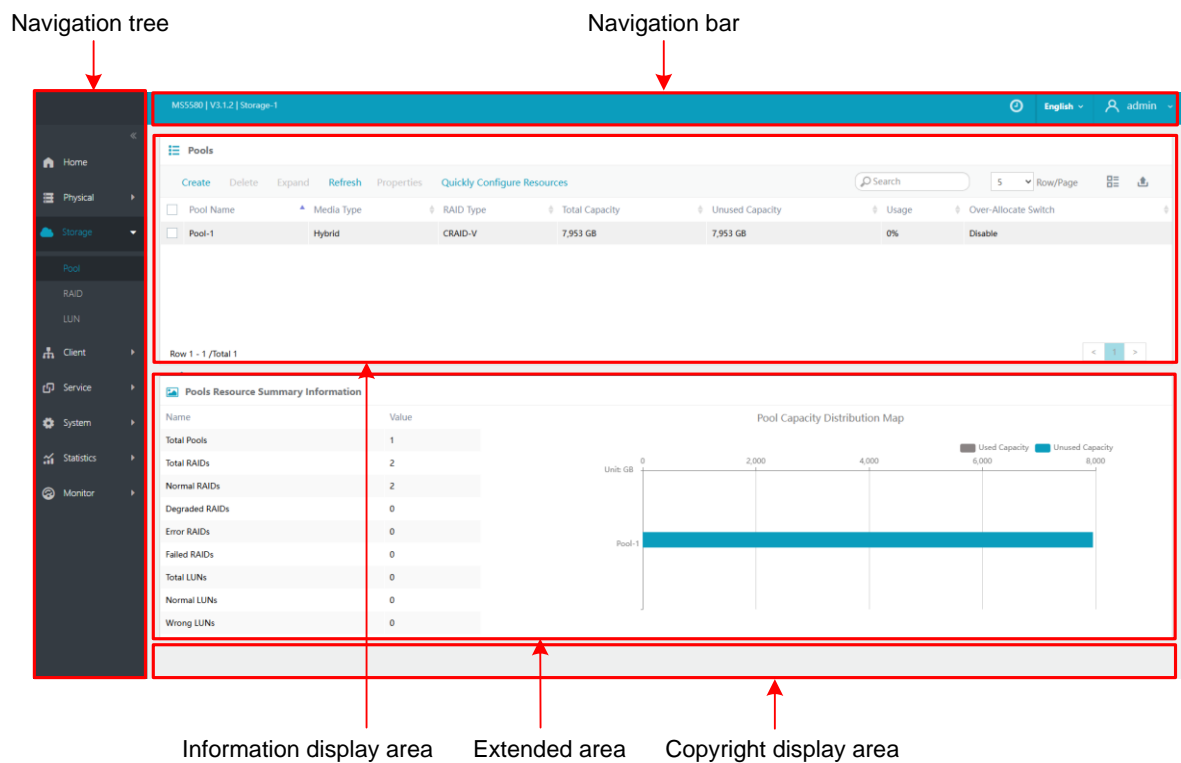 Navigation tree
Navigation bar
MS5580 | V3.1.2 | Storage-1
English
admin
Home
Physical
Storage
Pool
RAID
LUN
Client
Service
System
Statistics
Monitor
Pools
Create Delete Expand Refresh Properties Quickly Configure Resources
Search
5 Row/Page
Pool Name Media Type RAID Type Total Capacity Unused Capacity Usage Over-Allocate Switch
Pool-1 Hybrid CRAID-V 7,953 GB 7,953 GB 0% Disable
Row 1 - 1 /Total 1
< 1 >
Pools Resource Summary Information
Name Value
Total Pools 1
Total RAIDs 2
Normal RAIDs 2
Degraded RAIDs 0
Error RAIDs 0
Failed RAIDs 0
Total LUNs 0
Normal LUNs 0
Wrong LUNs 0
Pool Capacity Distribution Map
Used Capacity Unused Capacity
Unit: GB 0 2,000 4,000 6,000 8,000
Pool-1
Information display area
Extended area
Copyright display area